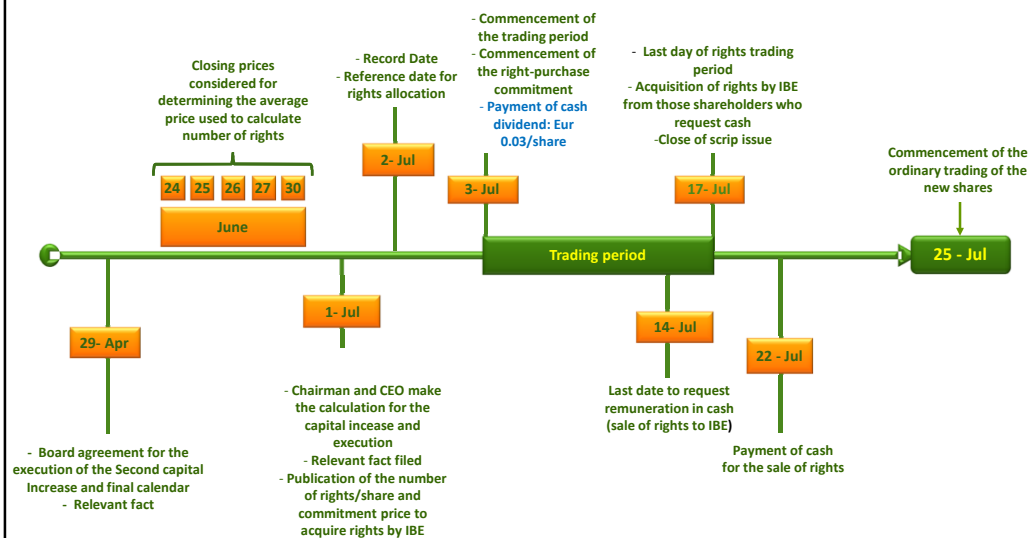 Closing prices
considered for
determining the average
price used to calculate
number of rights
24 25 26 27 30
June
- Record Date
- Reference date for
rights allocation
2- Jul
- Commencement of
the trading period
- Commencement of
the right-purchase
commitment
- Payment of cash
dividend: Eur
0.03/share
3- Jul
- Last day of rights trading
period
- Acquisition of rights by IBE
from those shareholders who
request cash
-Close of scrip issue
17- Jul
Commencement of the
ordinary trading of the
new shares
25 - Jul
Trading period
29- Apr
- Board agreement for the
execution of the Second capital
Increase and final calendar
- Relevant fact
1- Jul
- Chairman and CEO make
the calculation for the
capital incease and
execution
- Relevant fact filed
- Publication of the number
of rights/share and
commitment price to
acquire rights by IBE
14- Jul
Last date to request
remuneration in cash
(sale of rights to IBE)
22 - Jul
Payment of cash
for the sale of rights